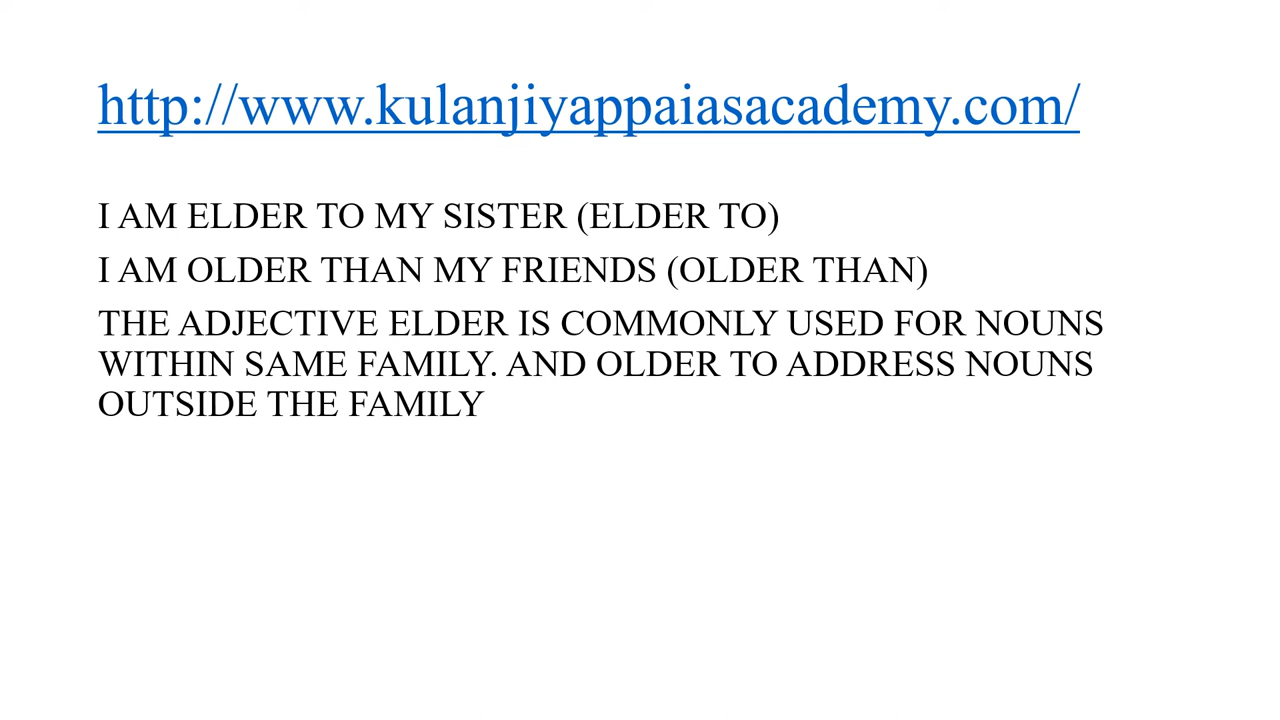 http://www.kulanjiyappaiasacademy.com/
I AM ELDER TO MY SISTER (ELDER TO)
I AM OLDER THAN MY FRIENDS (OLDER THAN)
THE ADJECTIVE ELDER IS COMMONLY USED FOR NOUNS
WITHIN SAME FAMILY. AND OLDER TO ADDRESS NOUNS
OUTSIDE THE FAMILY